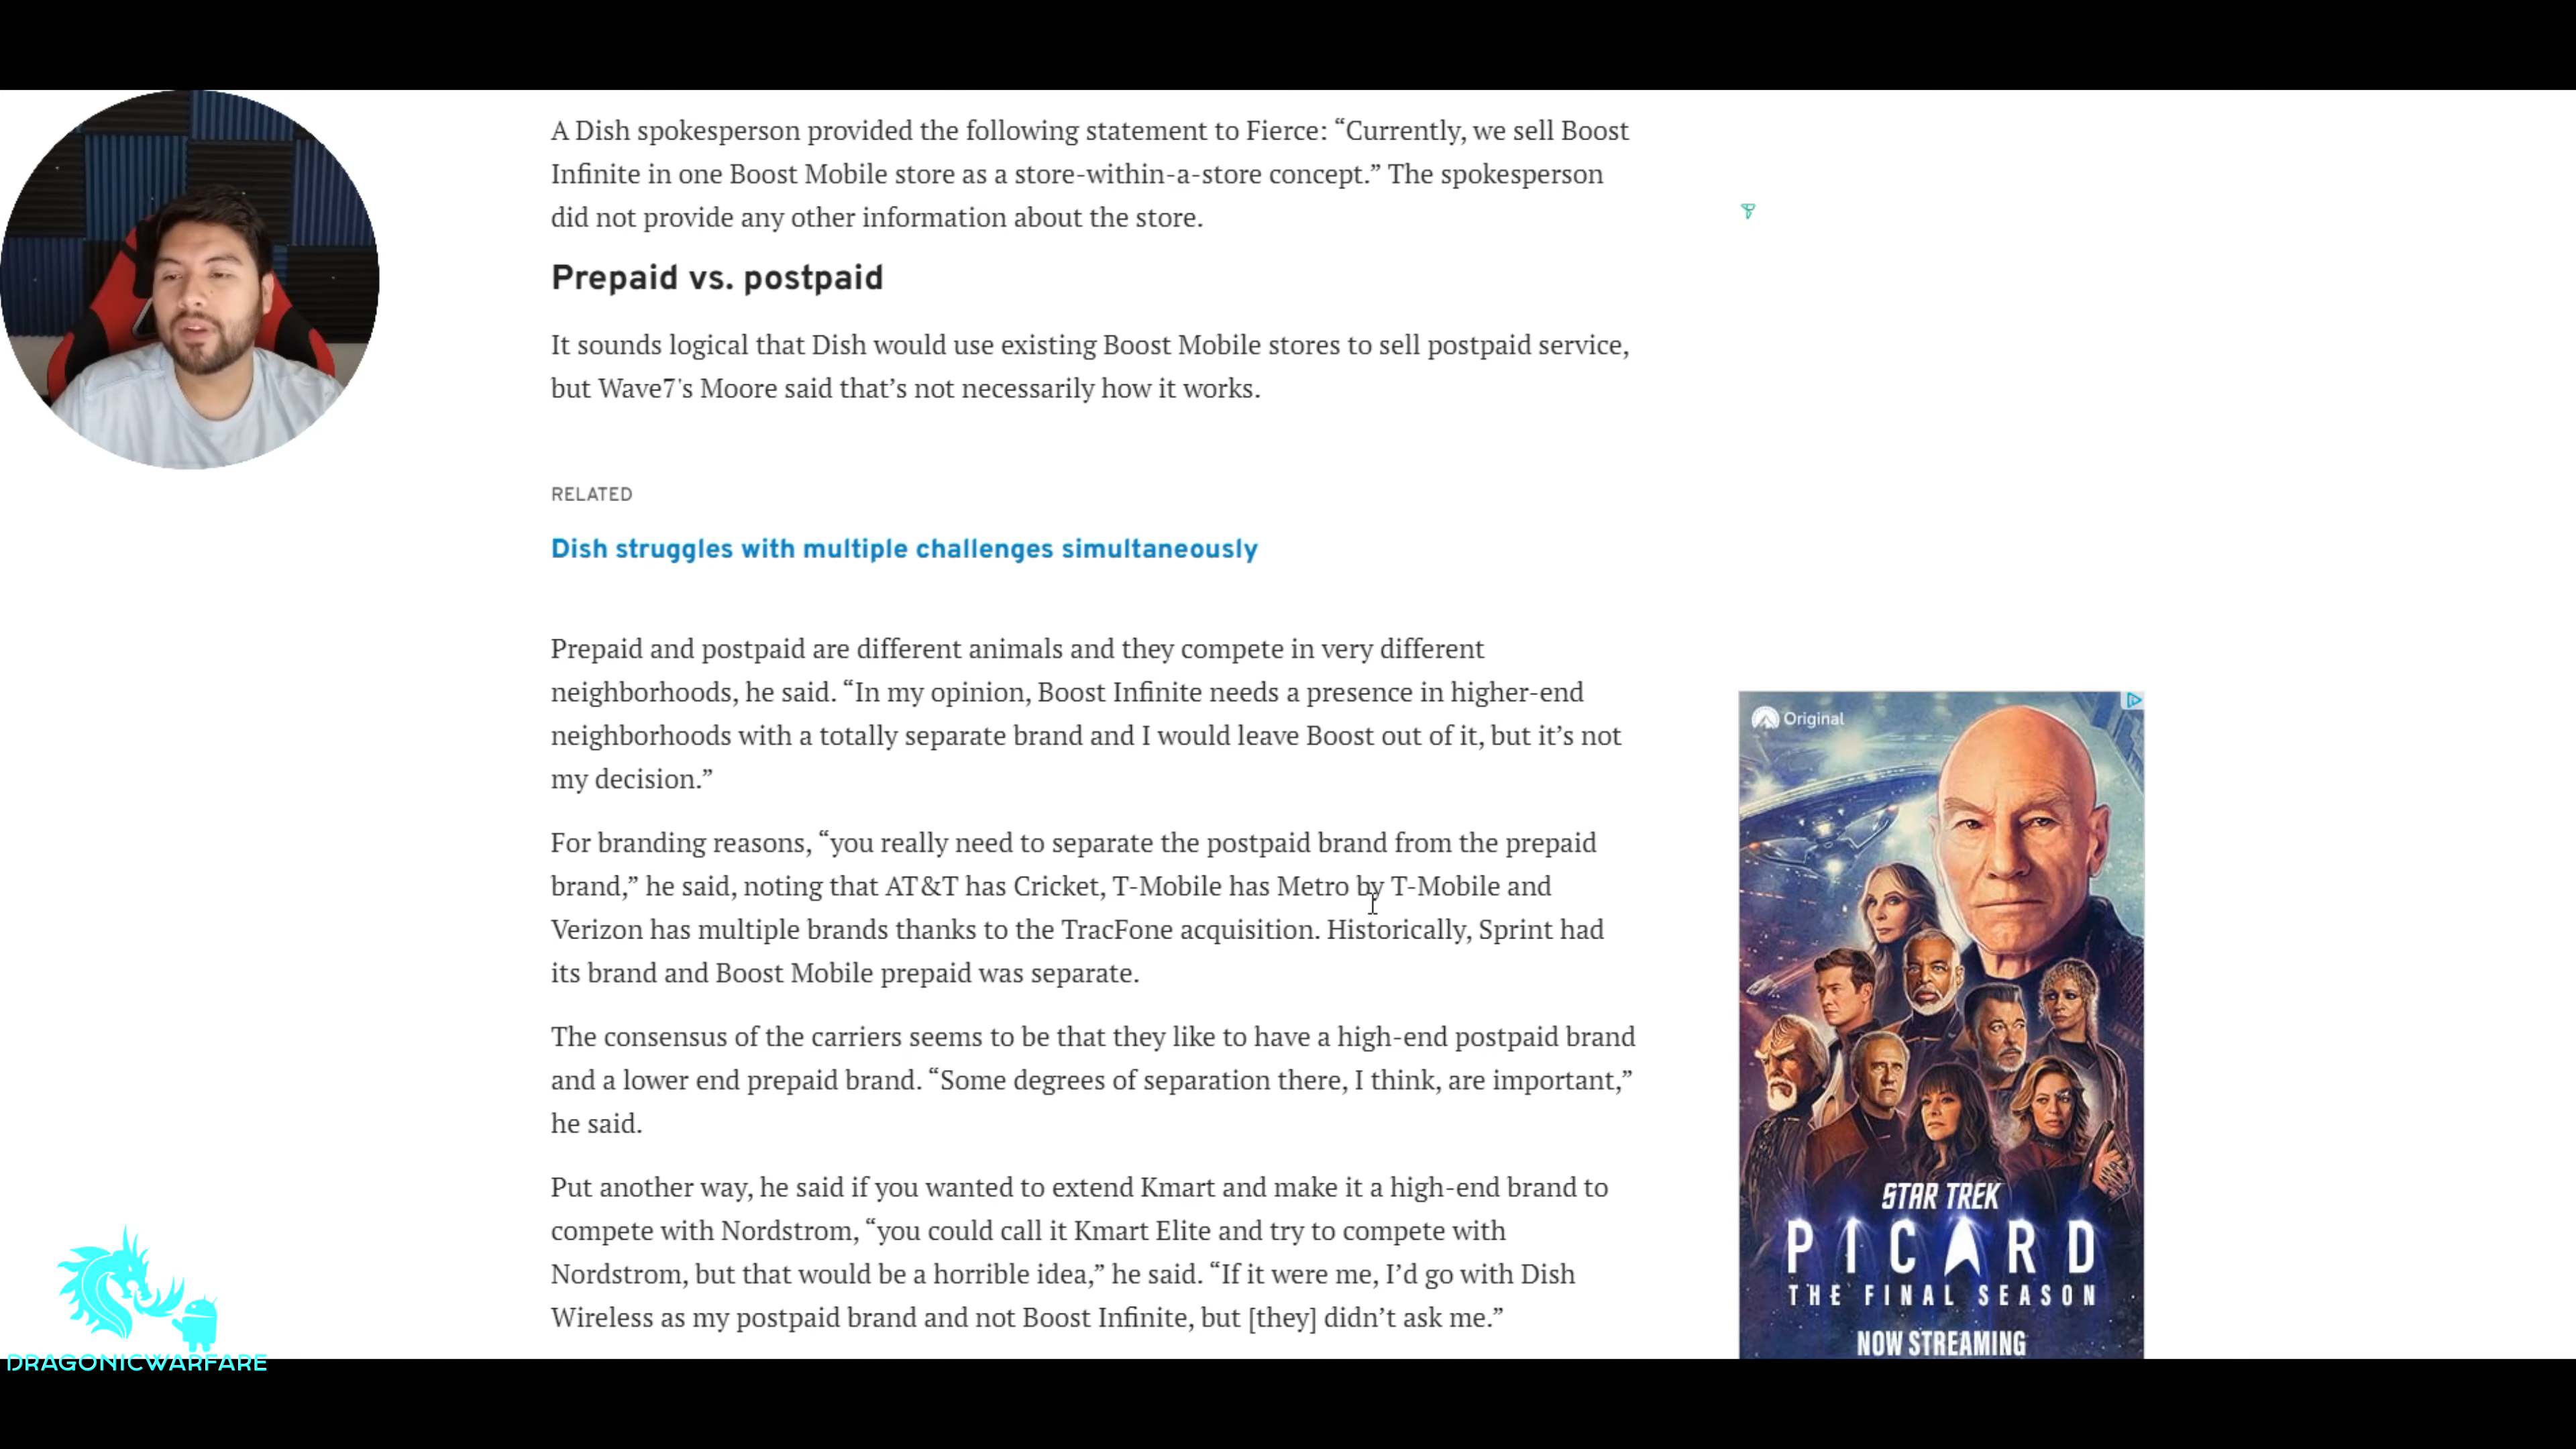 A Dish spokesperson provided the following statement to Fierce: “Currently, we sell Boost
Infinite in one Boost Mobile store as a store-within-a-store concept.” The spokesperson
did not provide any other information about the store.
Prepaid vs. postpaid
It sounds logical that Dish would use existing Boost Mobile stores to sell postpaid service,
but Wave7's Moore said that’s not necessarily how it works.
RELATED
Dish struggles with multiple challenges simultaneously
Prepaid and postpaid are different animals and they compete in very different
neighborhoods, he said. “In my opinion, Boost Infinite needs a presence in higher-end
neighborhoods with a totally separate brand and I would leave Boost out of it, but it’s not
my decision.”
For branding reasons, “you really need to separate the postpaid brand from the prepaid
brand,” he said, noting that AT&T has Cricket, T-Mobile has Metro by T-Mobile and
Verizon has multiple brands thanks to the TracFone acquisition. Historically, Sprint had
its brand and Boost Mobile prepaid was separate.
The consensus of the carriers seems to be that they like to have a high-end postpaid brand
and a lower end prepaid brand. “Some degrees of separation there, I think, are important,”
he said.
Put another way, he said if you wanted to extend Kmart and make it a high-end brand to
compete with Nordstrom, “you could call it Kmart Elite and try to compete with
Nordstrom, but that would be a horrible idea,” he said. “If it were me, I’d go with Dish
Wireless as my postpaid brand and not Boost Infinite, but [they] didn’t ask me.”
Original
STAR TREK
PICARD
THE FINAL SEASON
NOW STREAMING
DRAGONICWARFARE